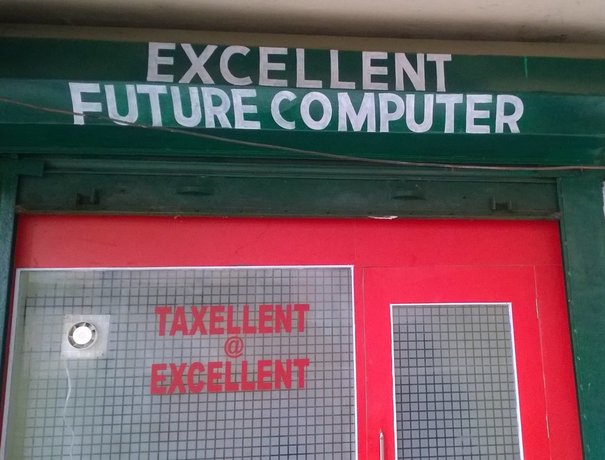 EXCELLENT
FUTURE COMPUTER
TAXELLENT
@
EXCELLENT